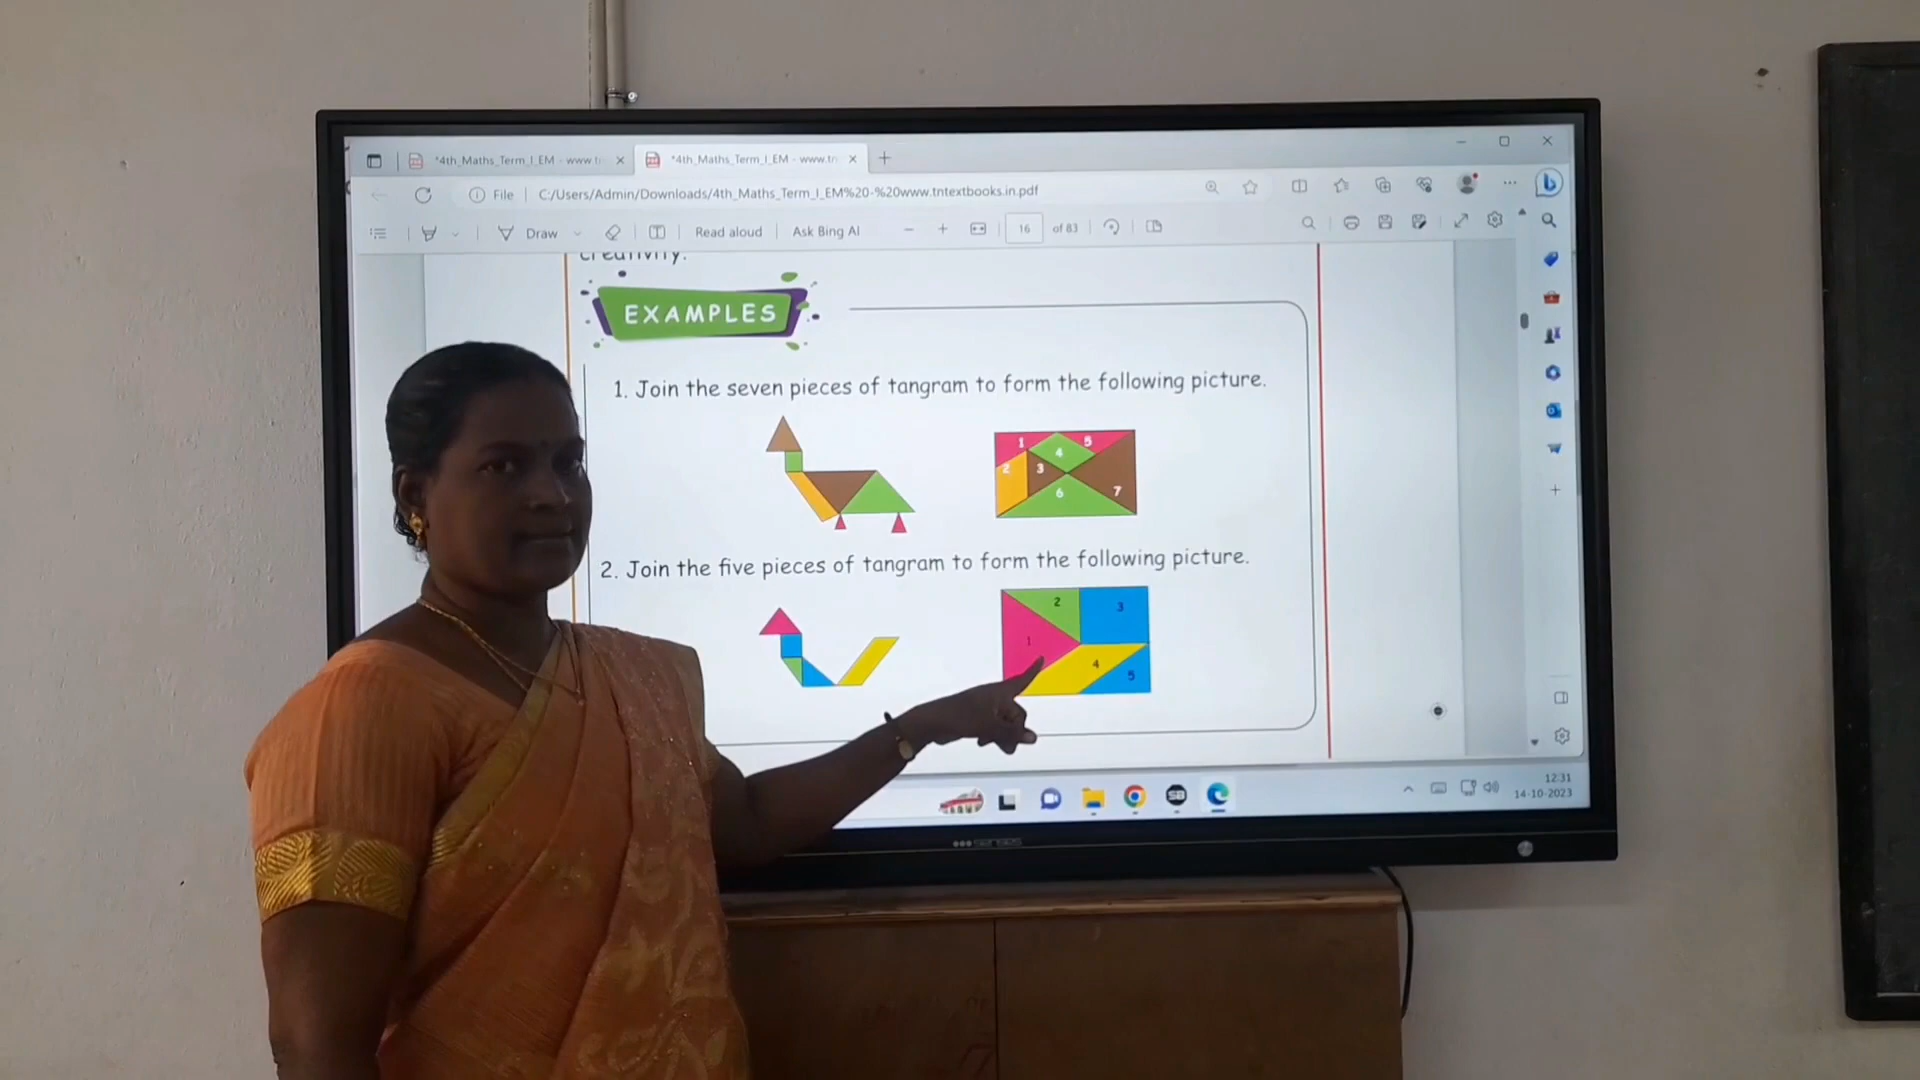 *4th_Maths_Term_I_EM - www.tn
*4th_Maths_Term_I_EM - www.tn
File
C:/Users/Admin/Downloads/4th_Maths_Term_I_EM%20-%20www.tntextbooks.in.pdf
Draw
Read aloud
Ask Bing AI
16
of 83
creativity.
EXAMPLES
1. Join the seven pieces of tangram to form the following picture.
1
5
4
2
3
6
7
2. Join the five pieces of tangram to form the following picture.
2
3
1
4
5
SB
12:31
14-10-2023